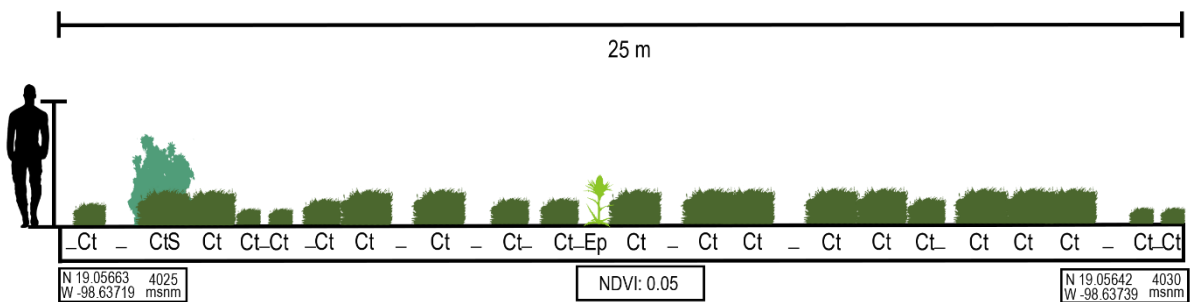 25 m
_Ct _ CtS Ct Ct_Ct _Ct Ct _ Ct _ Ct_ Ct_Ep Ct _ Ct Ct _ Ct Ct Ct_ Ct Ct Ct _ Ct_Ct
N 19.05663 4025
W -98.63719 msnm
NDVI: 0.05
N 19.05642 4030
W -98.63739 msnm